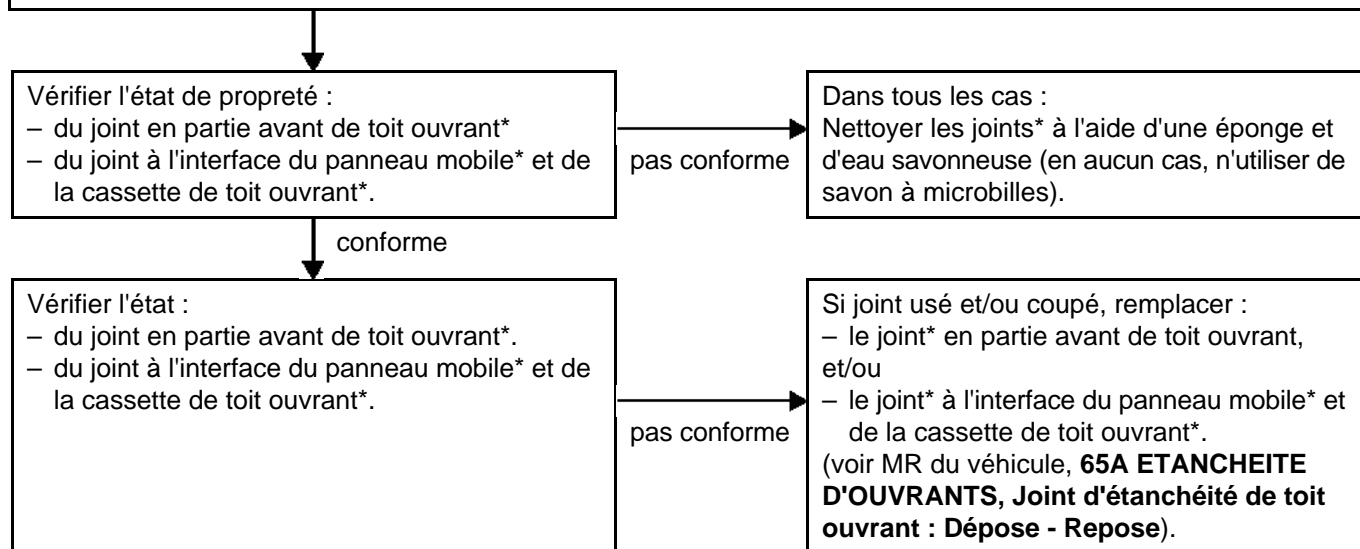 Vérifier l'état de propreté :
– du joint en partie avant de toit ouvrant*
– du joint à l'interface du panneau mobile* et de
la cassette de toit ouvrant*.
pas conforme
Dans tous les cas :
Nettoyer les joints* à l'aide d'une éponge et
d'eau savonneuse (en aucun cas, n'utiliser de
savon à microbilles).
conforme
Vérifier l'état :
– du joint en partie avant de toit ouvrant*.
– du joint à l'interface du panneau mobile* et de
la cassette de toit ouvrant*.
pas conforme
Si joint usé et/ou coupé, remplacer :
– le joint* en partie avant de toit ouvrant,
et/ou
– le joint* à l'interface du panneau mobile* et
de la cassette de toit ouvrant*.
(voir MR du véhicule, 65A ETANCHEITE
D'OUVRANTS, Joint d'étanchéité de toit
ouvrant : Dépose - Repose).